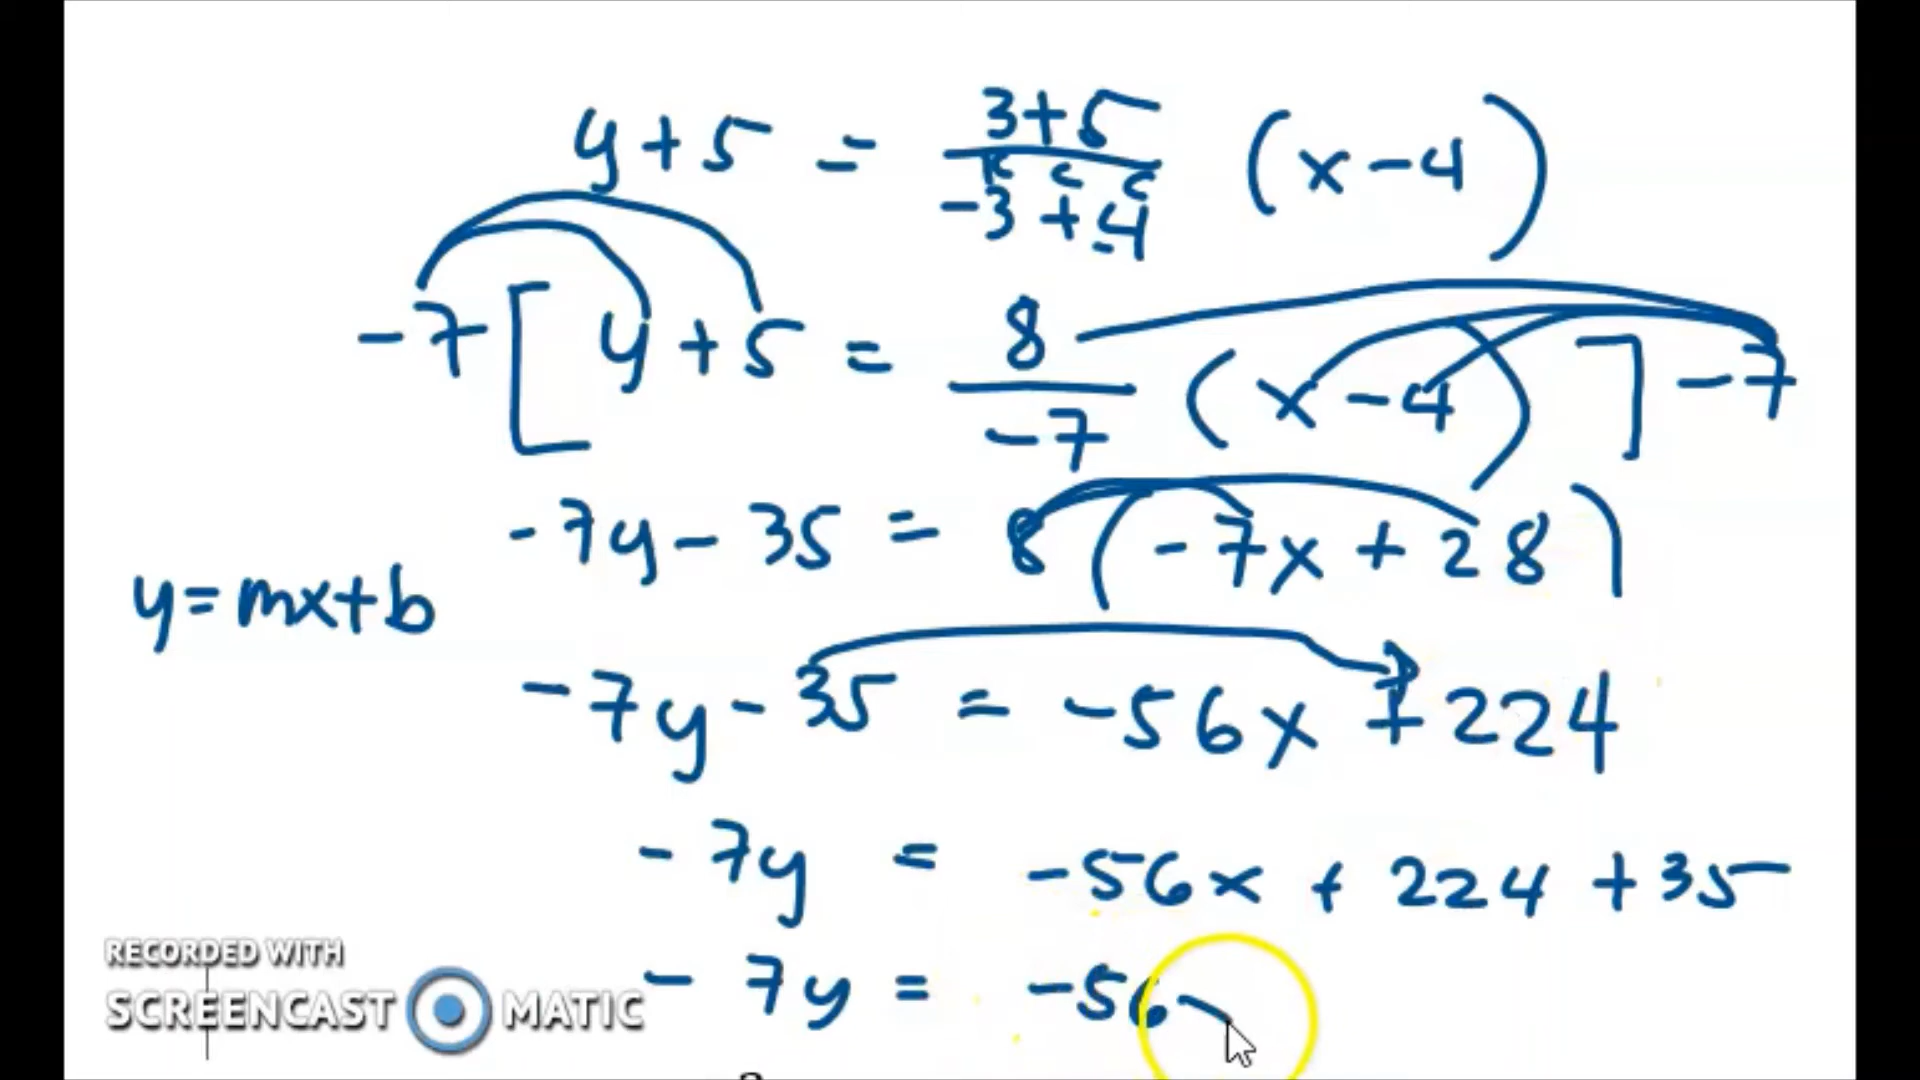 y+5 = 3+5/-3+-4 (x-4)
-7[y+5 = 8/-7 (x-4)]-7
-7y-35 = 8(-7x+28)
y=mx+b
-7y-35 = -56x+224
-7y = -56x+224+35
-7y = -56
RECORDED WITH
SCREENCAST MATIC